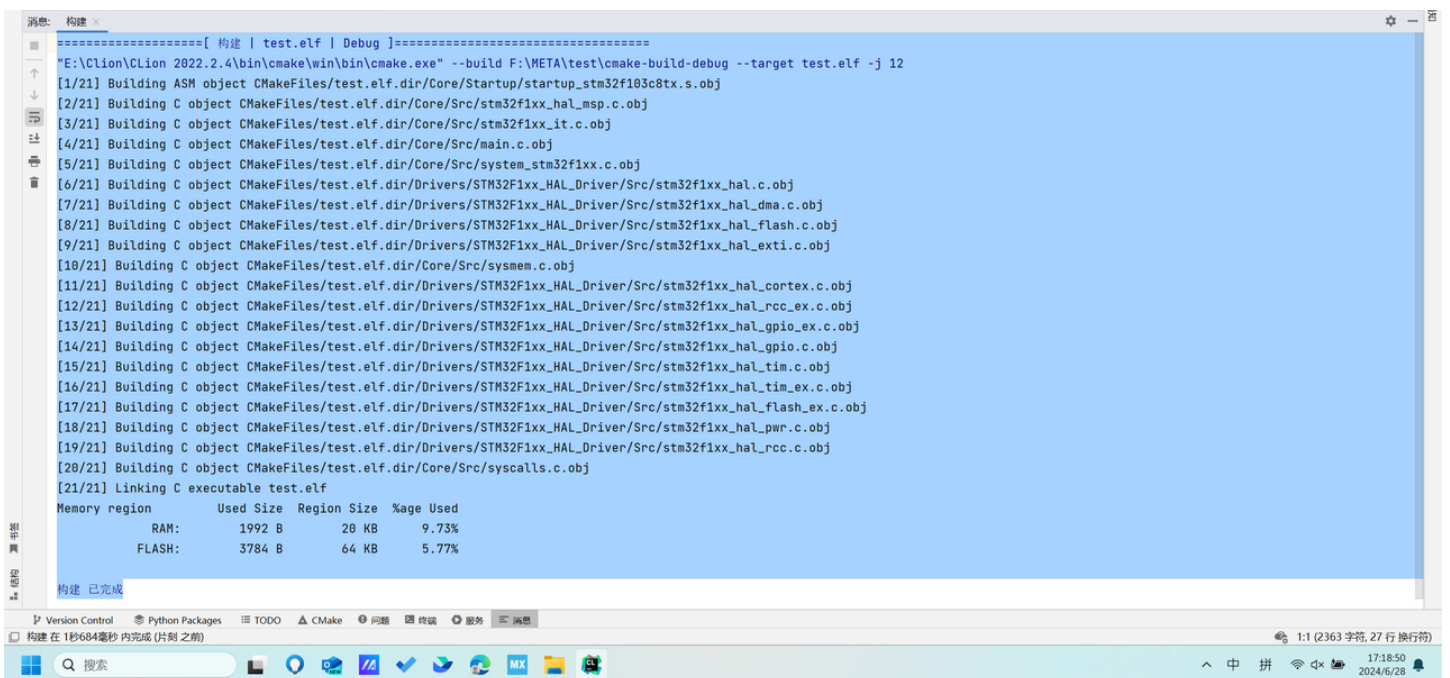 消息: 构建 ×
====================[ 构建 | test.elf | Debug ]===================================
"E:\Clion\CLion 2022.2.4\bin\cmake\win\bin\cmake.exe" --build F:\META\test\cmake-build-debug --target test.elf -j 12
[1/21] Building ASM object CMakeFiles/test.elf.dir/Core/Startup/startup_stm32f103c8tx.s.obj
[2/21] Building C object CMakeFiles/test.elf.dir/Core/Src/stm32f1xx_hal_msp.c.obj
[3/21] Building C object CMakeFiles/test.elf.dir/Core/Src/stm32f1xx_it.c.obj
[4/21] Building C object CMakeFiles/test.elf.dir/Core/Src/main.c.obj
[5/21] Building C object CMakeFiles/test.elf.dir/Core/Src/system_stm32f1xx.c.obj
[6/21] Building C object CMakeFiles/test.elf.dir/Drivers/STM32F1xx_HAL_Driver/Src/stm32f1xx_hal.c.obj
[7/21] Building C object CMakeFiles/test.elf.dir/Drivers/STM32F1xx_HAL_Driver/Src/stm32f1xx_hal_dma.c.obj
[8/21] Building C object CMakeFiles/test.elf.dir/Drivers/STM32F1xx_HAL_Driver/Src/stm32f1xx_hal_flash.c.obj
[9/21] Building C object CMakeFiles/test.elf.dir/Drivers/STM32F1xx_HAL_Driver/Src/stm32f1xx_hal_exti.c.obj
[10/21] Building C object CMakeFiles/test.elf.dir/Core/Src/sysmem.c.obj
[11/21] Building C object CMakeFiles/test.elf.dir/Drivers/STM32F1xx_HAL_Driver/Src/stm32f1xx_hal_cortex.c.obj
[12/21] Building C object CMakeFiles/test.elf.dir/Drivers/STM32F1xx_HAL_Driver/Src/stm32f1xx_hal_rcc_ex.c.obj
[13/21] Building C object CMakeFiles/test.elf.dir/Drivers/STM32F1xx_HAL_Driver/Src/stm32f1xx_hal_gpio_ex.c.obj
[14/21] Building C object CMakeFiles/test.elf.dir/Drivers/STM32F1xx_HAL_Driver/Src/stm32f1xx_hal_gpio.c.obj
[15/21] Building C object CMakeFiles/test.elf.dir/Drivers/STM32F1xx_HAL_Driver/Src/stm32f1xx_hal_tim.c.obj
[16/21] Building C object CMakeFiles/test.elf.dir/Drivers/STM32F1xx_HAL_Driver/Src/stm32f1xx_hal_tim_ex.c.obj
[17/21] Building C object CMakeFiles/test.elf.dir/Drivers/STM32F1xx_HAL_Driver/Src/stm32f1xx_hal_flash_ex.c.obj
[18/21] Building C object CMakeFiles/test.elf.dir/Drivers/STM32F1xx_HAL_Driver/Src/stm32f1xx_hal_pwr.c.obj
[19/21] Building C object CMakeFiles/test.elf.dir/Drivers/STM32F1xx_HAL_Driver/Src/stm32f1xx_hal_rcc.c.obj
[20/21] Building C object CMakeFiles/test.elf.dir/Core/Src/syscalls.c.obj
[21/21] Linking C executable test.elf
Memory region Used Size Region Size %age Used
RAM: 1992 B 20 KB 9.73%
FLASH: 3784 B 64 KB 5.77%
构建 已完成
书签
结构
Version Control Python Packages TODO CMake 问题 终端 服务 消息
构建 在 1秒684毫秒 内完成 (片刻 之前) 1:1 (2363 字符, 27 行 换行符)
搜索 NEW MX CL 中 拼 17:18:50
2024/6/28